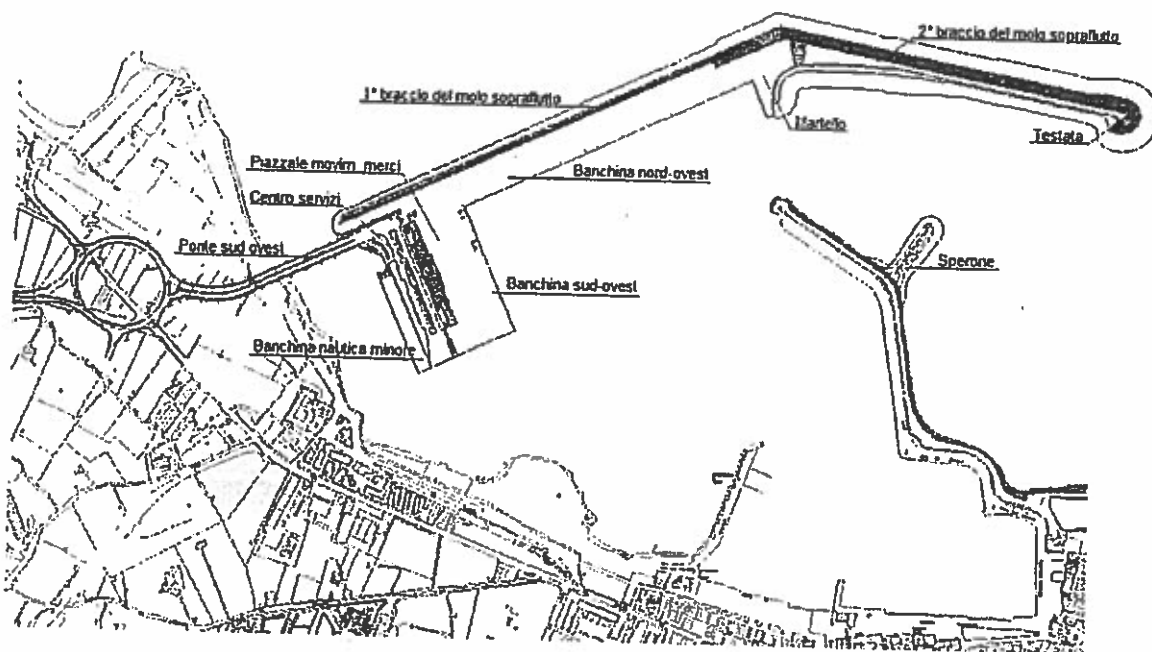 2° braccio del molo sopraflutto
1° braccio del molo sopraflutto
Martello
Testata
Piazzale movim. merci
Banchina nord-ovest
Centro servizi
Ponte sud ovest
Sperone
Banchina sud-ovest
Banchina nautica minore